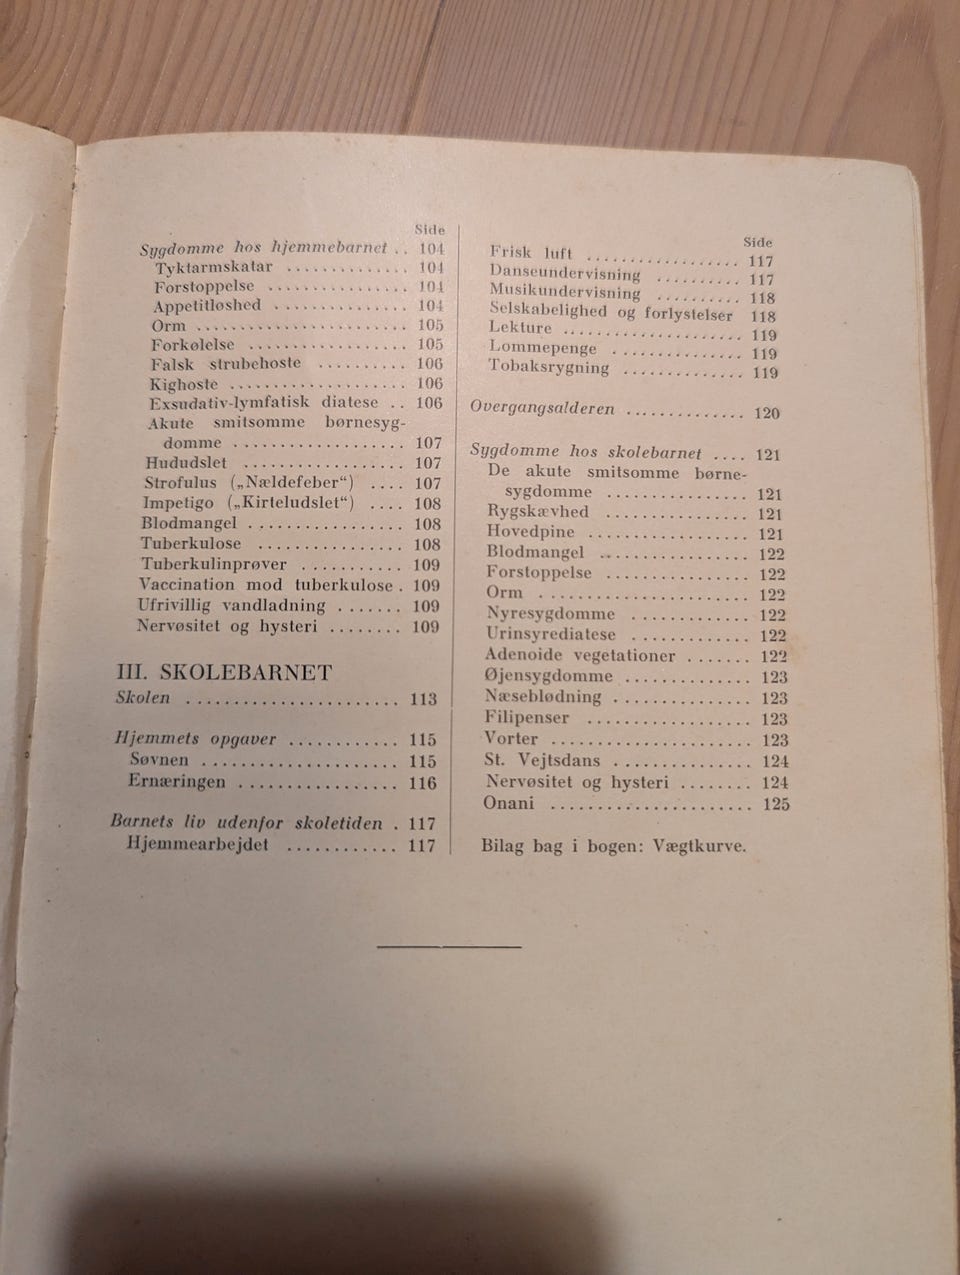 Side
Sygdomme hos hjemmebarnet . . 104
Tyktarmskatar . . . . . . . . . . . . . 104
Forstoppelse . . . . . . . . . . . . . . . 104
Appetitløshed . . . . . . . . . . . . . . 104
Orm . . . . . . . . . . . . . . . . . . . . . . 105
Forkølelse . . . . . . . . . . . . . . . . . 105
Falsk strubehoste . . . . . . . . . . 106
Kighoste . . . . . . . . . . . . . . . . . . . 106
Exsudativ-lymfatisk diatese . . 106
Akute smitsomme børnesyg-
domme . . . . . . . . . . . . . . . . . . 107
Hududslet . . . . . . . . . . . . . . . . . 107
Strofulus („Nældefeber“) . . . . 107
Impetigo („Kirteludslet“) . . . . 108
Blodmangel . . . . . . . . . . . . . . . . 108
Tuberkulose . . . . . . . . . . . . . . . 108
Tuberkulinprøver . . . . . . . . . . . 109
Vaccination mod tuberkulose . 109
Ufrivillig vandladning . . . . . . . 109
Nervøsitet og hysteri . . . . . . . . 109
III. SKOLEBARNET
Skolen . . . . . . . . . . . . . . . . . . . . . . 113
Hjemmets opgaver . . . . . . . . . . . . 115
Søvnen . . . . . . . . . . . . . . . . . . . . 115
Ernæringen . . . . . . . . . . . . . . . . . 116
Barnets liv udenfor skoletiden . 117
Hjemmearbejdet . . . . . . . . . . . . 117
Side
Frisk luft . . . . . . . . . . . . . . . . . 117
Danseundervisning . . . . . . . . . . 117
Musikundervisning . . . . . . . . . . 118
Selskabelighed og forlystelser 118
Lekture . . . . . . . . . . . . . . . . . . . . 119
Lommepenge . . . . . . . . . . . . . . 119
Tobaksrygning . . . . . . . . . . . . . 119
Overgangsalderen . . . . . . . . . . . . . 120
Sygdomme hos skolebarnet . . . . 121
De akute smitsomme børne-
sygdomme . . . . . . . . . . . . . . . 121
Rygskævhed . . . . . . . . . . . . . . . 121
Hovedpine . . . . . . . . . . . . . . . . . 121
Blodmangel . . . . . . . . . . . . . . . . 122
Forstoppelse . . . . . . . . . . . . . . . 122
Orm . . . . . . . . . . . . . . . . . . . . . . 122
Nyresygdomme . . . . . . . . . . . . . 122
Urinsyrediatese . . . . . . . . . . . . . 122
Adenoide vegetationer . . . . . . . 122
Øjensygdomme . . . . . . . . . . . . . 123
Næseblødning . . . . . . . . . . . . . . . 123
Filipenser . . . . . . . . . . . . . . . . . 123
Vorter . . . . . . . . . . . . . . . . . . . . . 123
St. Vejtsdans . . . . . . . . . . . . . . . 124
Nervøsitet og hysteri . . . . . . . . 124
Onani . . . . . . . . . . . . . . . . . . . . . 125
Bilag bag i bogen: Vægtkurve.